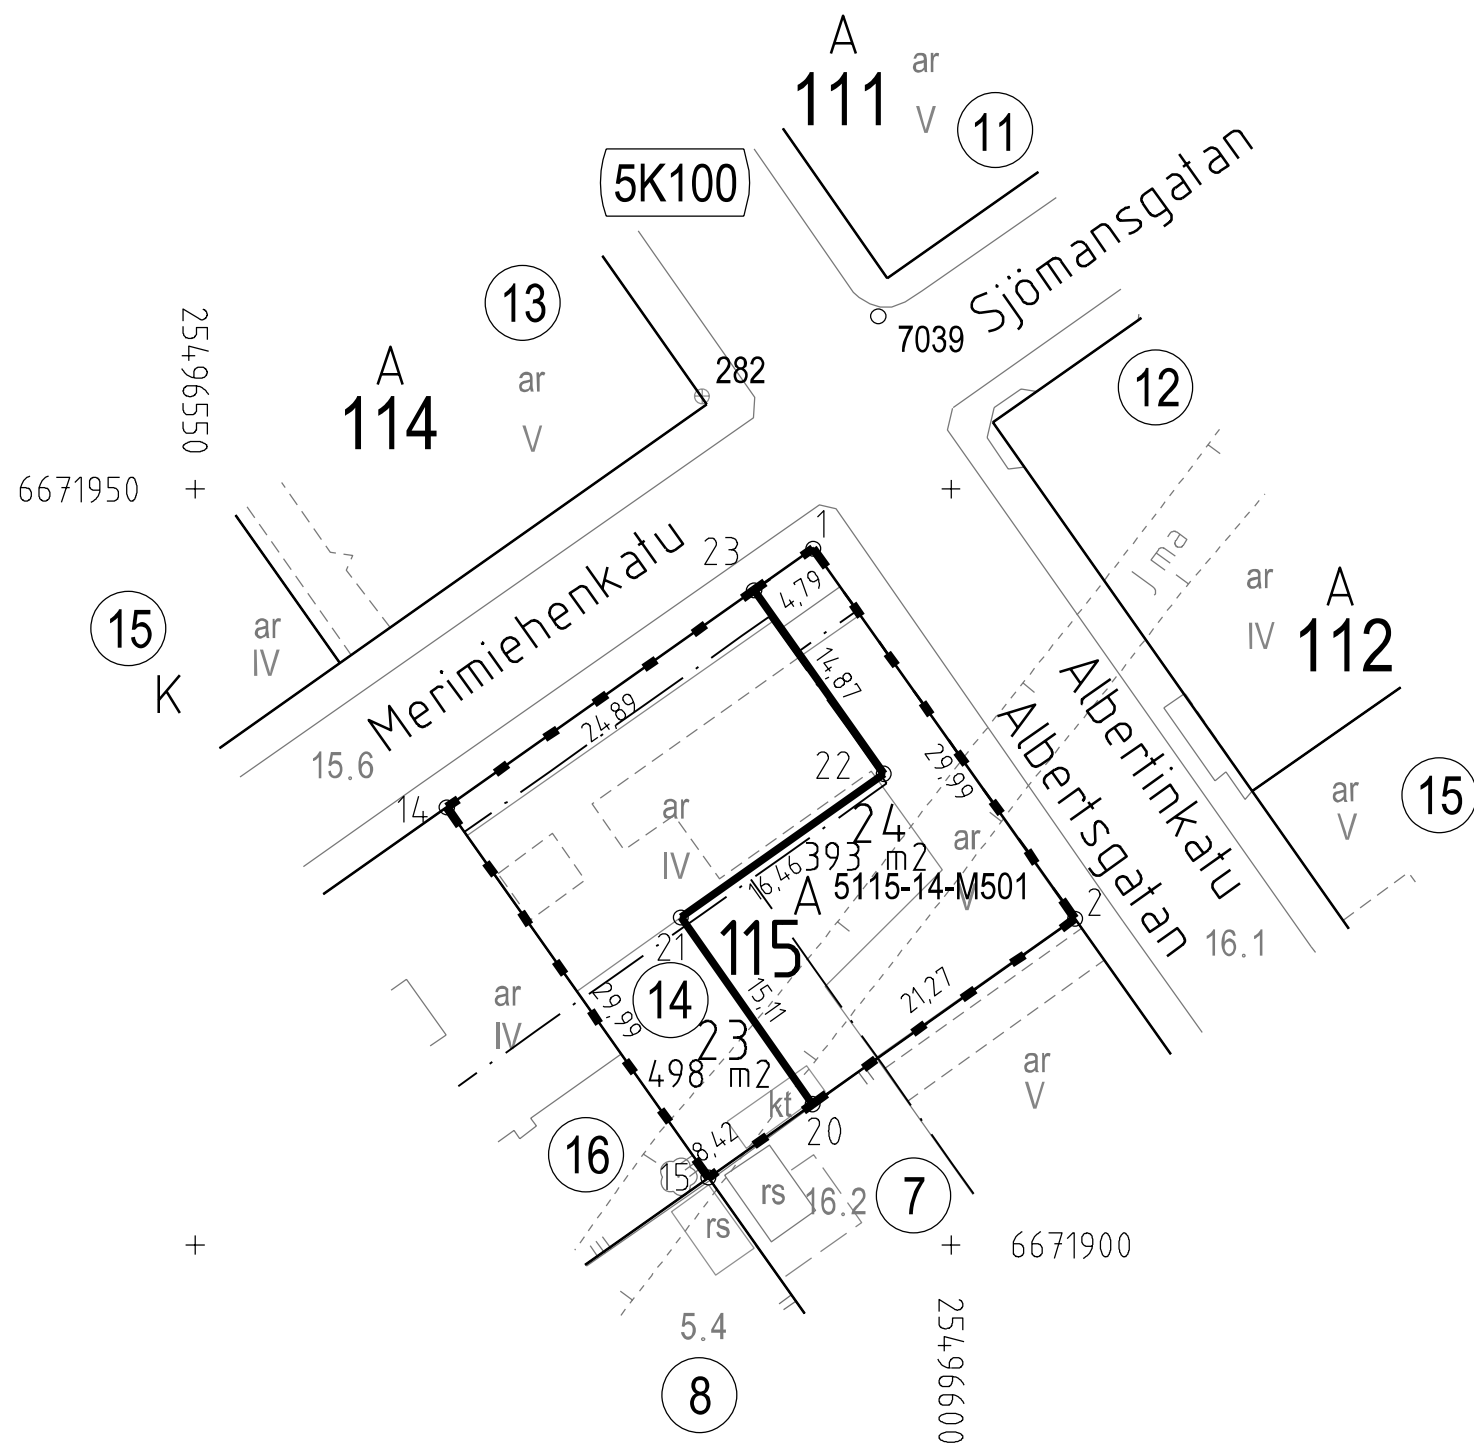 A
111
ar
V
11
5K100
Sjömansgatan
13
7039
A
114
ar
V
282
12
25496550
6671950
Merimiehenkatu
23
1
4,79
J ma
15
ar
IV
K
ar
IV
A
112
14,87
24,89
15.6
Albertinkatu
Albertsgatan
22
29,99
14
ar
IV
24
393 m2
ar
V
16,46
A
5115-14-M501
ar
V
15
2
16.1
21
115
15,11
21,27
ar
IV
29,99
14
23
498 m2
ar
V
kt
20
16
8,42
15
rs
16.2
7
rs
6671900
25496600
5.4
8